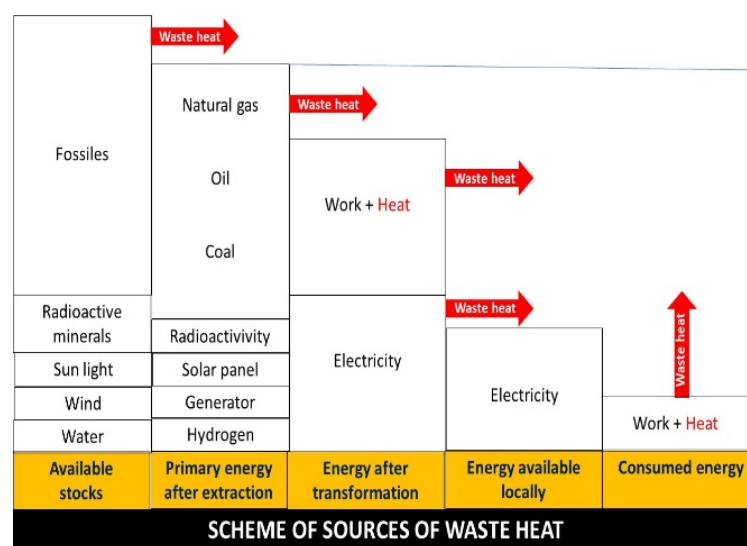 Waste heat
Natural gas
Waste heat
Fossiles
Oil
Work + Heat
Waste heat
Coal
Radioactive
minerals
Waste heat
Radioactivivity
Waste heat
Sun light
Solar panel
Electricity
Wind
Generator
Electricity
Water
Hydrogen
Work + Heat
Available
stocks
Primary energy
after extraction
Energy after
transformation
Energy available
locally
Consumed energy
SCHEME OF SOURCES OF WASTE HEAT